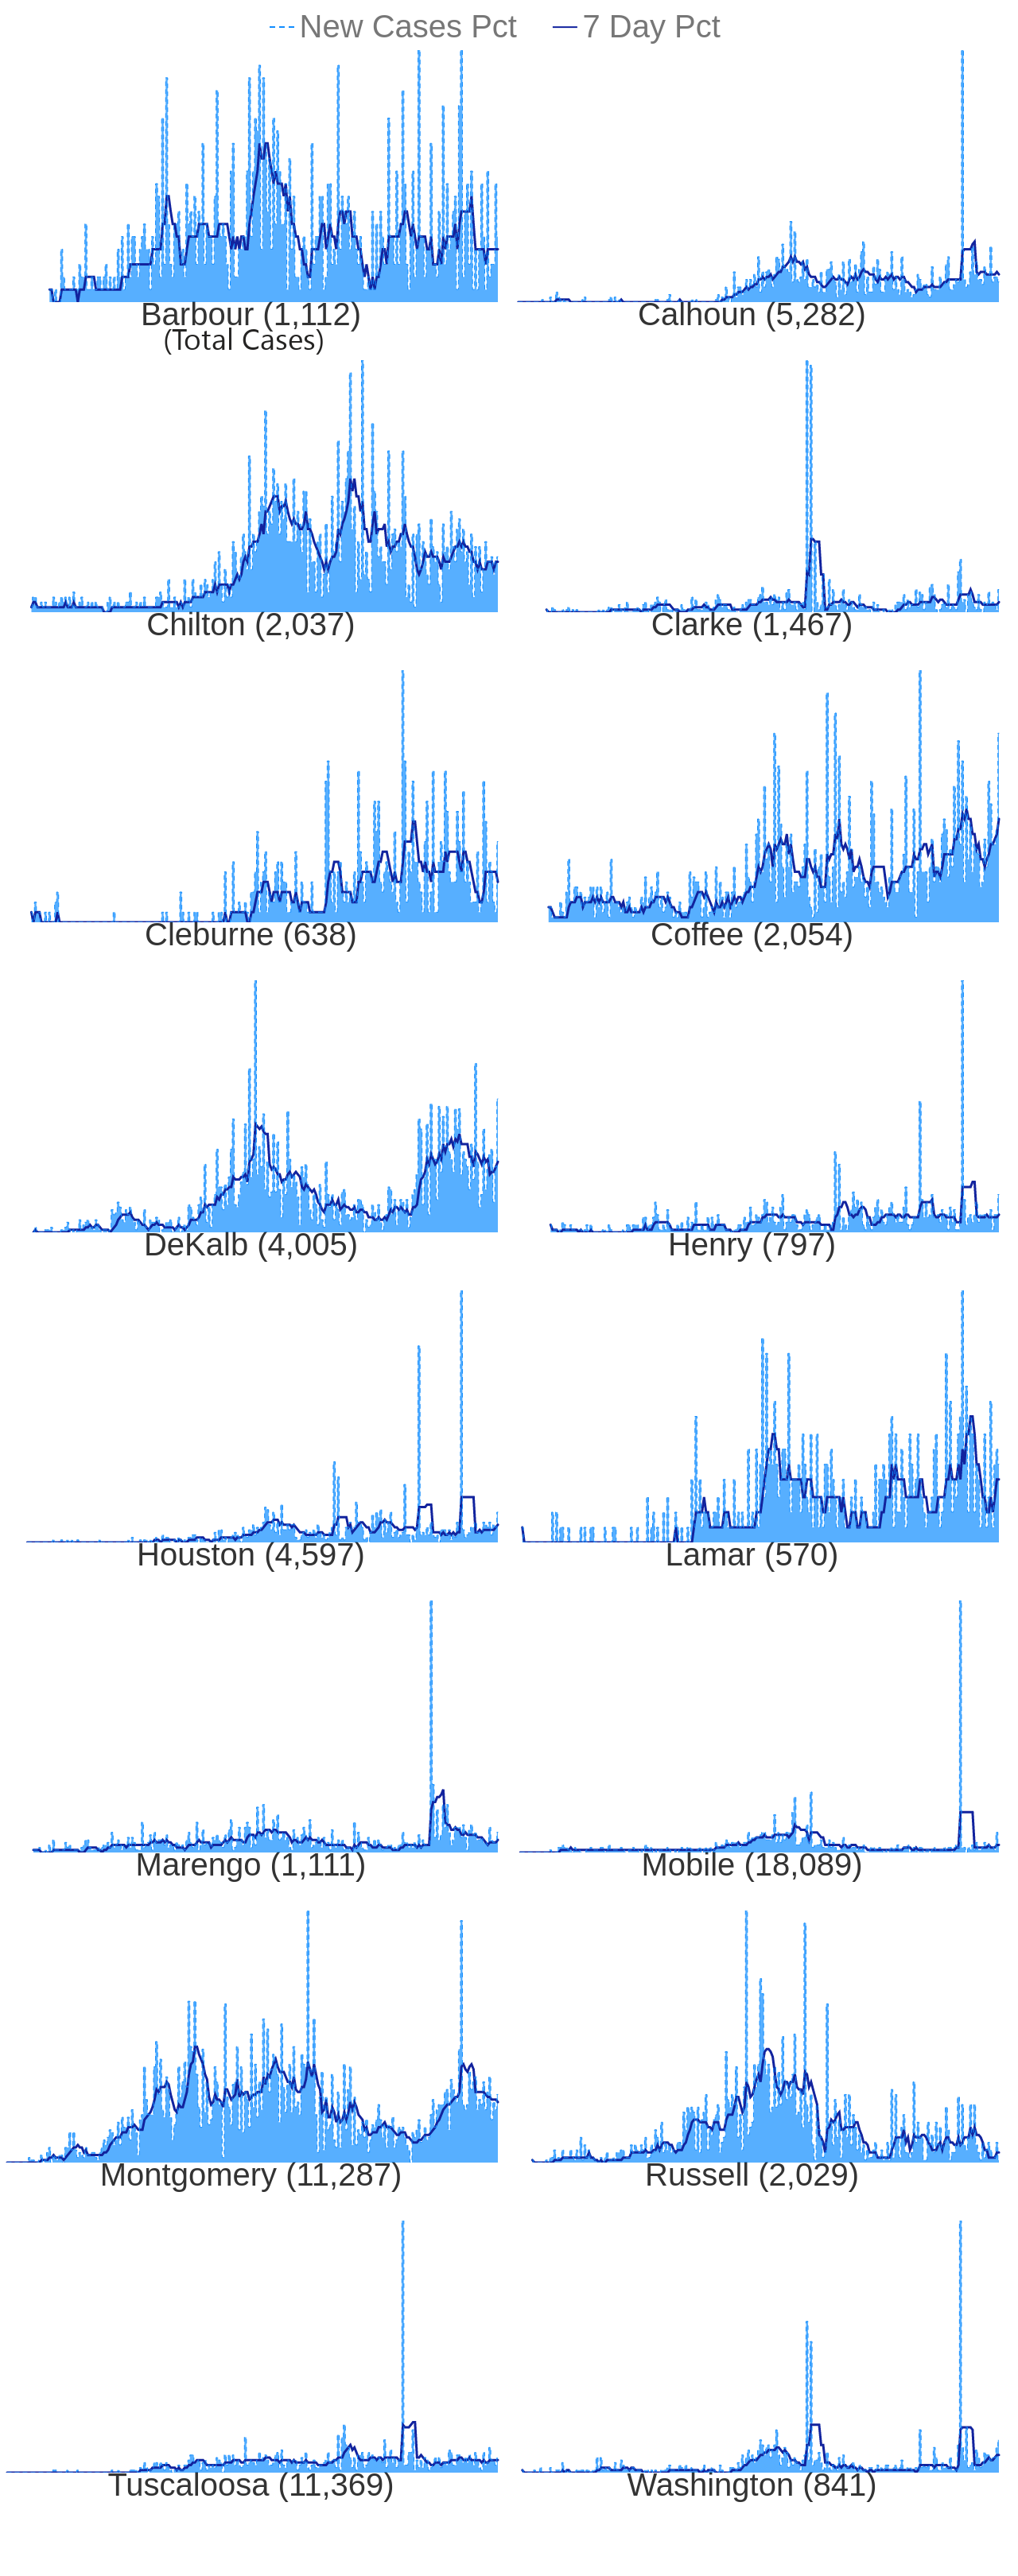 New Cases Pct 7 Day Pct
Barbour (1,112) Calhoun (5,282)
(Total Cases)
Chilton (2,037) Clarke (1,467)
Cleburne (638) Coffee (2,054)
DeKalb (4,005) Henry (797)
Houston (4,597) Lamar (570)
Marengo (1,111) Mobile (18,089)
Montgomery (11,287) Russell (2,029)
Tuscaloosa (11,369) Washington (841)